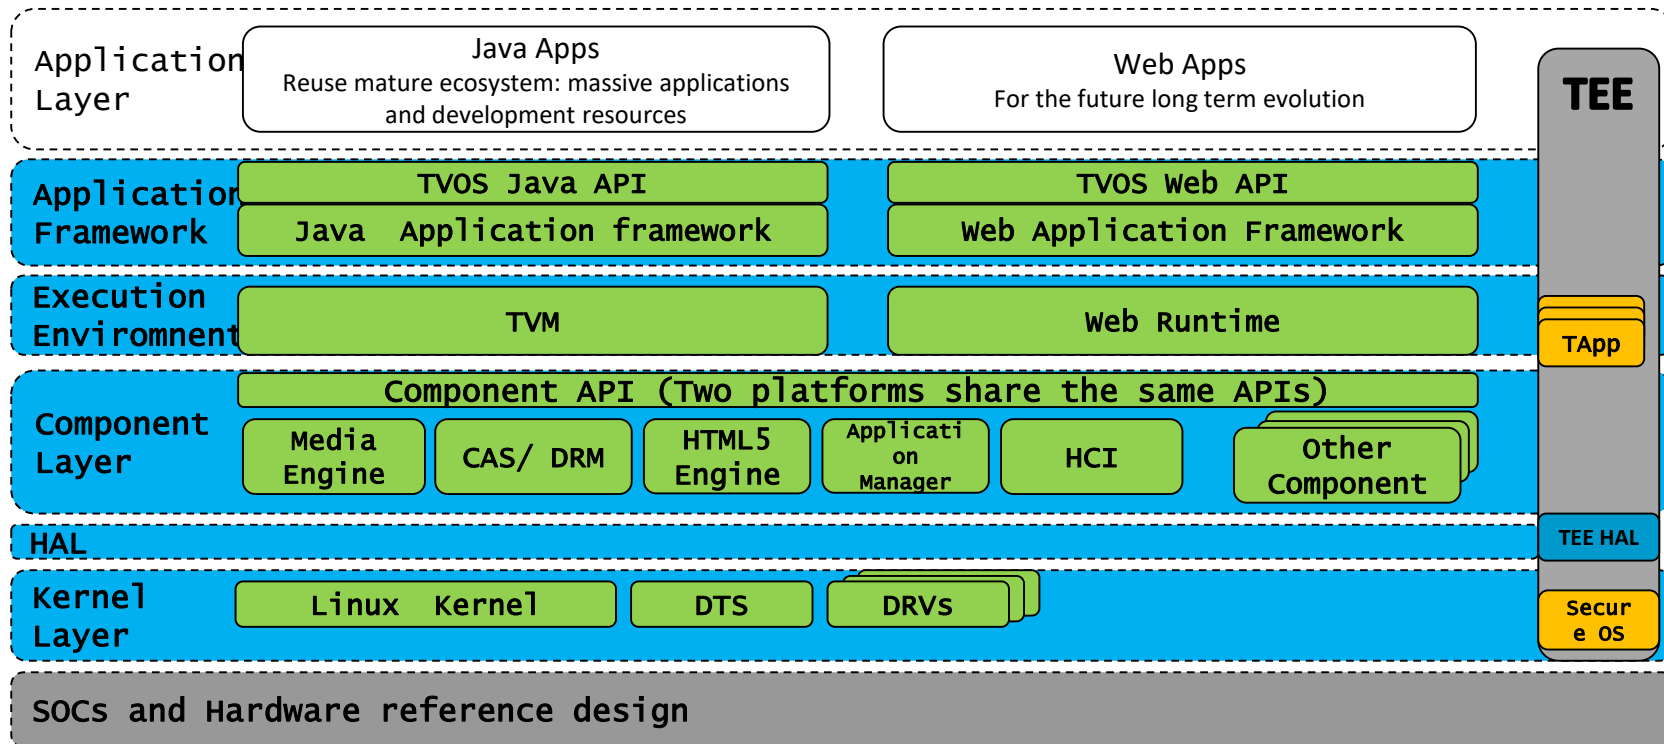 Application
Layer
Java Apps
Reuse mature ecosystem: massive applications
and development resources
Web Apps
For the future long term evolution
TEE
Application
Framework
TVOS Java API
Java Application framework
TVOS Web API
Web Application Framework
Execution
Enviromnent
TVM
Web Runtime
TApp
Component
Layer
Component API (Two platforms share the same APIs)
Media
Engine
CAS/ DRM
HTML5
Engine
Applicati
on
Manager
HCI
Other
Component
HAL
TEE HAL
Kernel
Layer
Linux Kernel
DTS
DRVs
Secur
e OS
SOCs and Hardware reference design